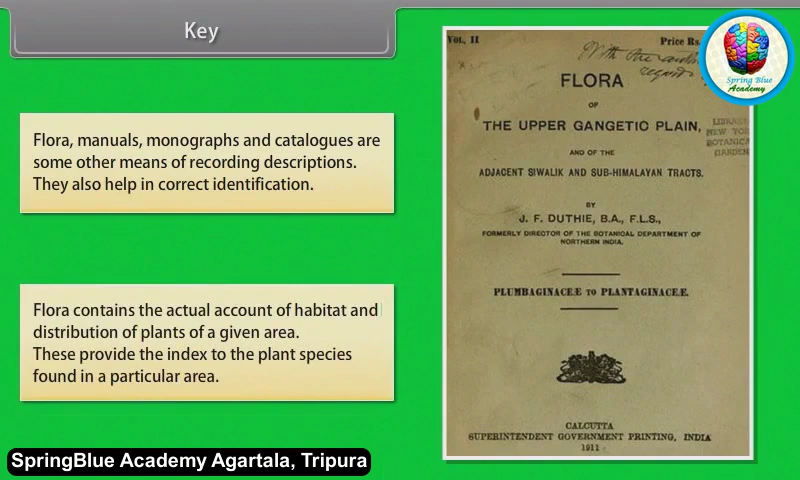 Key
Flora, manuals, monographs and catalogues are
some other means of recording descriptions.
They also help in correct identification.
Flora contains the actual account of habitat and
distribution of plants of a given area.
These provide the index to the plant species
found in a particular area.
VOL. II
Price Rs.
With the
regards
FLORA
OF
THE UPPER GANGETIC PLAIN,
AND OF THE
ADJACENT SIWALIK AND SUB-HIMALAYAN TRACTS.
BY
J. F. DUTHIE, B.A., F.L.S.,
FORMERLY DIRECTOR OF THE BOTANICAL DEPARTMENT OF
NORTHERN INDIA.
PLUMBAGINACEÆ TO PLANTAGINACEÆ.
CALCUTTA
SUPERINTENDENT GOVERNMENT PRINTING, INDIA
1911
NEW
BOTANICA
GARDEN
Spring Blue
Academy
SpringBlue Academy Agartala, Tripura